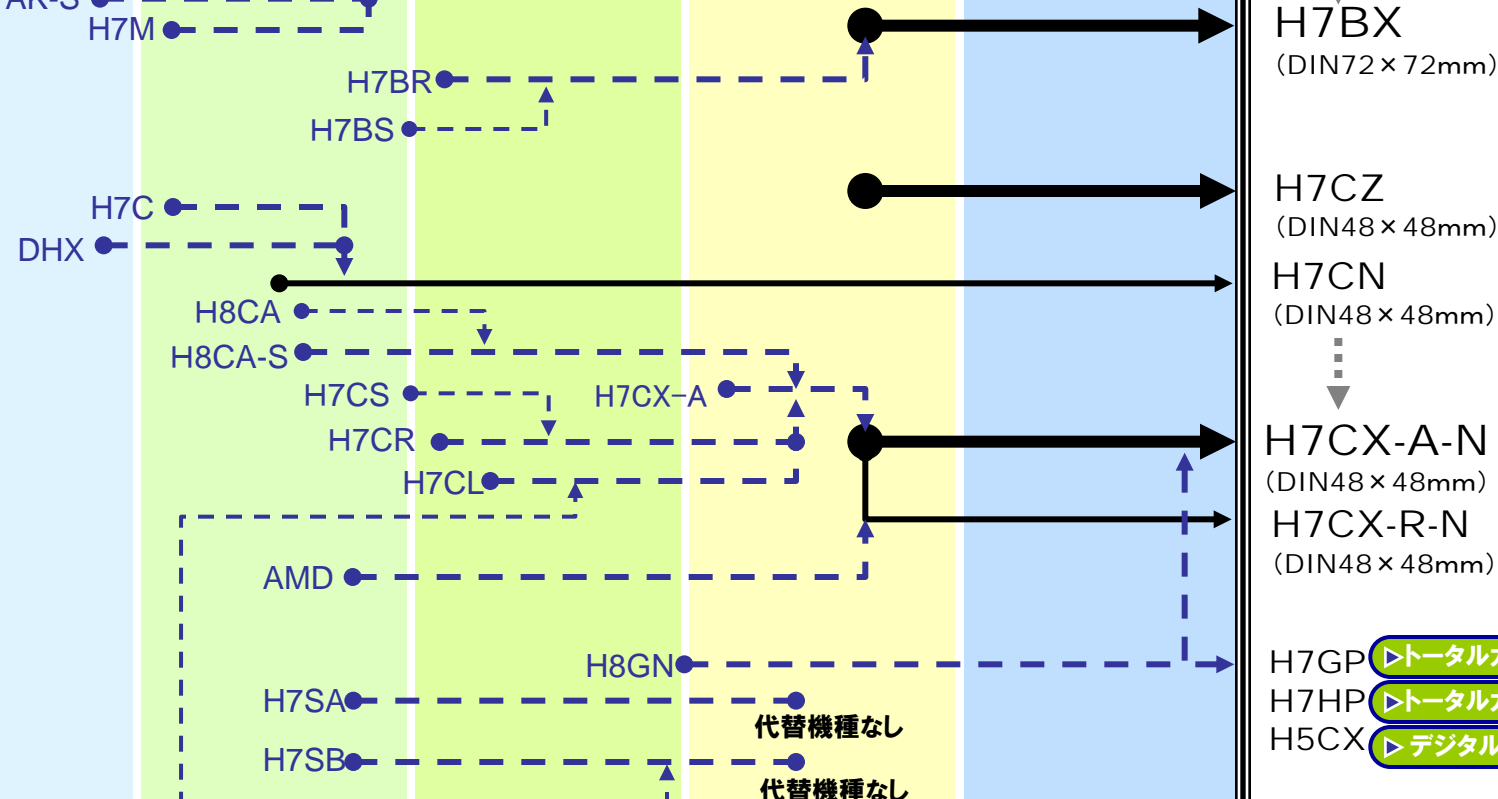 AR-S
H7M
H7BX
(DIN72×72mm)
H7BR
H7BS
H7C
H7CZ
(DIN48×48mm)
DHX
H7CN
(DIN48×48mm)
H8CA
H8CA-S
H7CS
H7CX-A
H7CR
H7CX-A-N
(DIN48×48mm)
H7CL
H7CX-R-N
(DIN48×48mm)
AMD
H8GN
H7GP
H7SA
H7HP
代替機種なし
H5CX
H7SB
代替機種なし